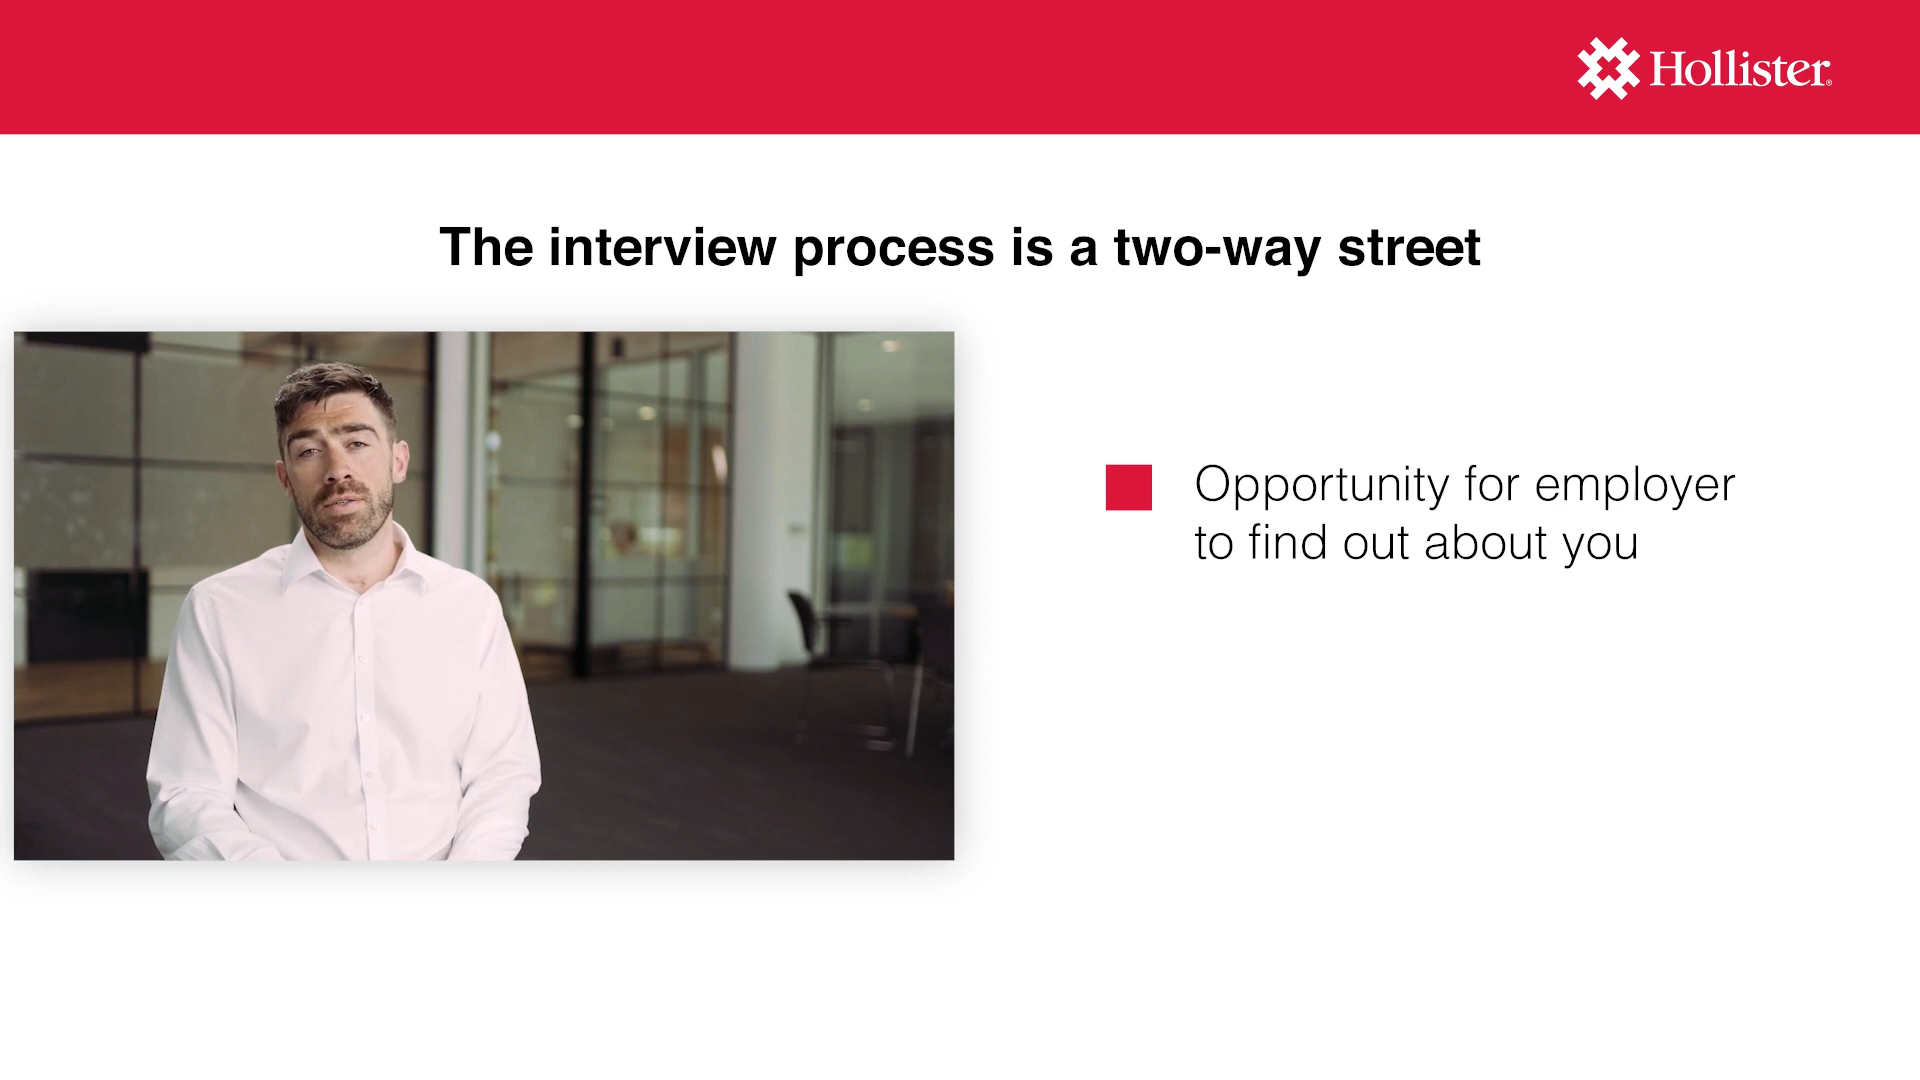 Hollister®
The interview process is a two-way street
Opportunity for employer
to find out about you